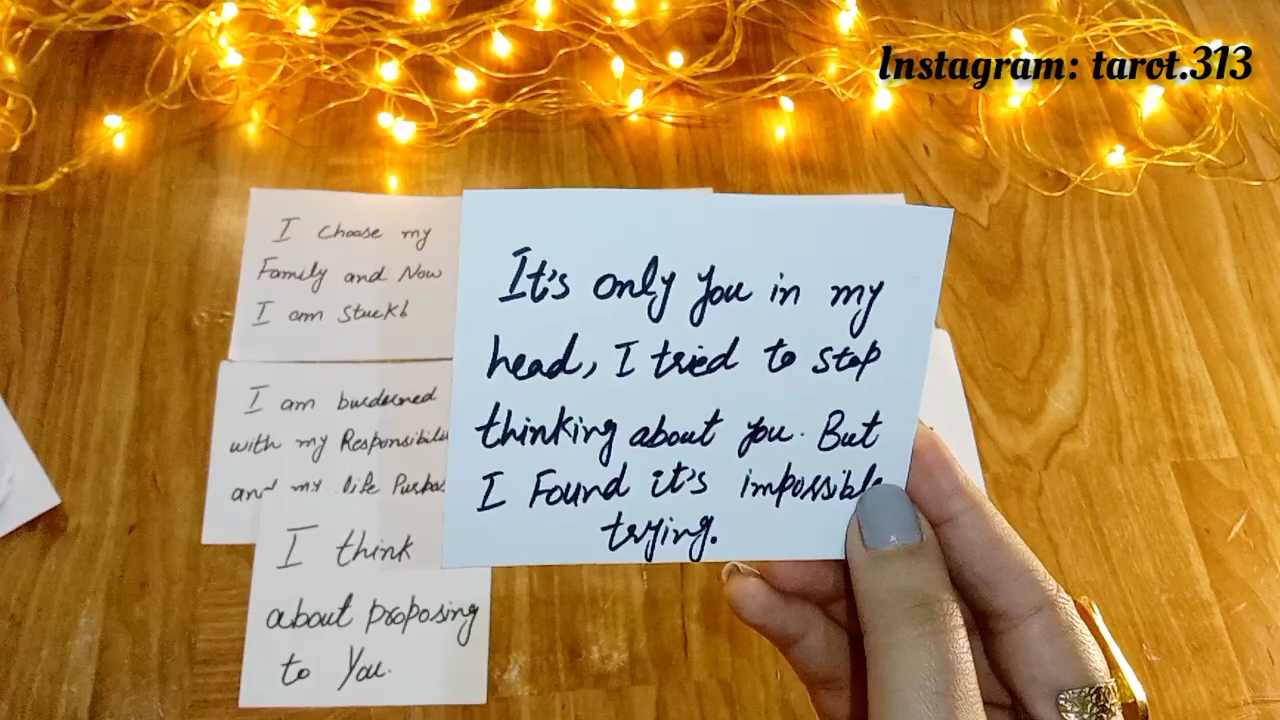 Instagram: tarot.313
I choose my
Family and Now
I am stuck!
I am burdened
with my
and my life
I think
about proposing
to You.
It's only you in my
head, I tried to stop
thinking about you. But
I Found it's impossible
trying.